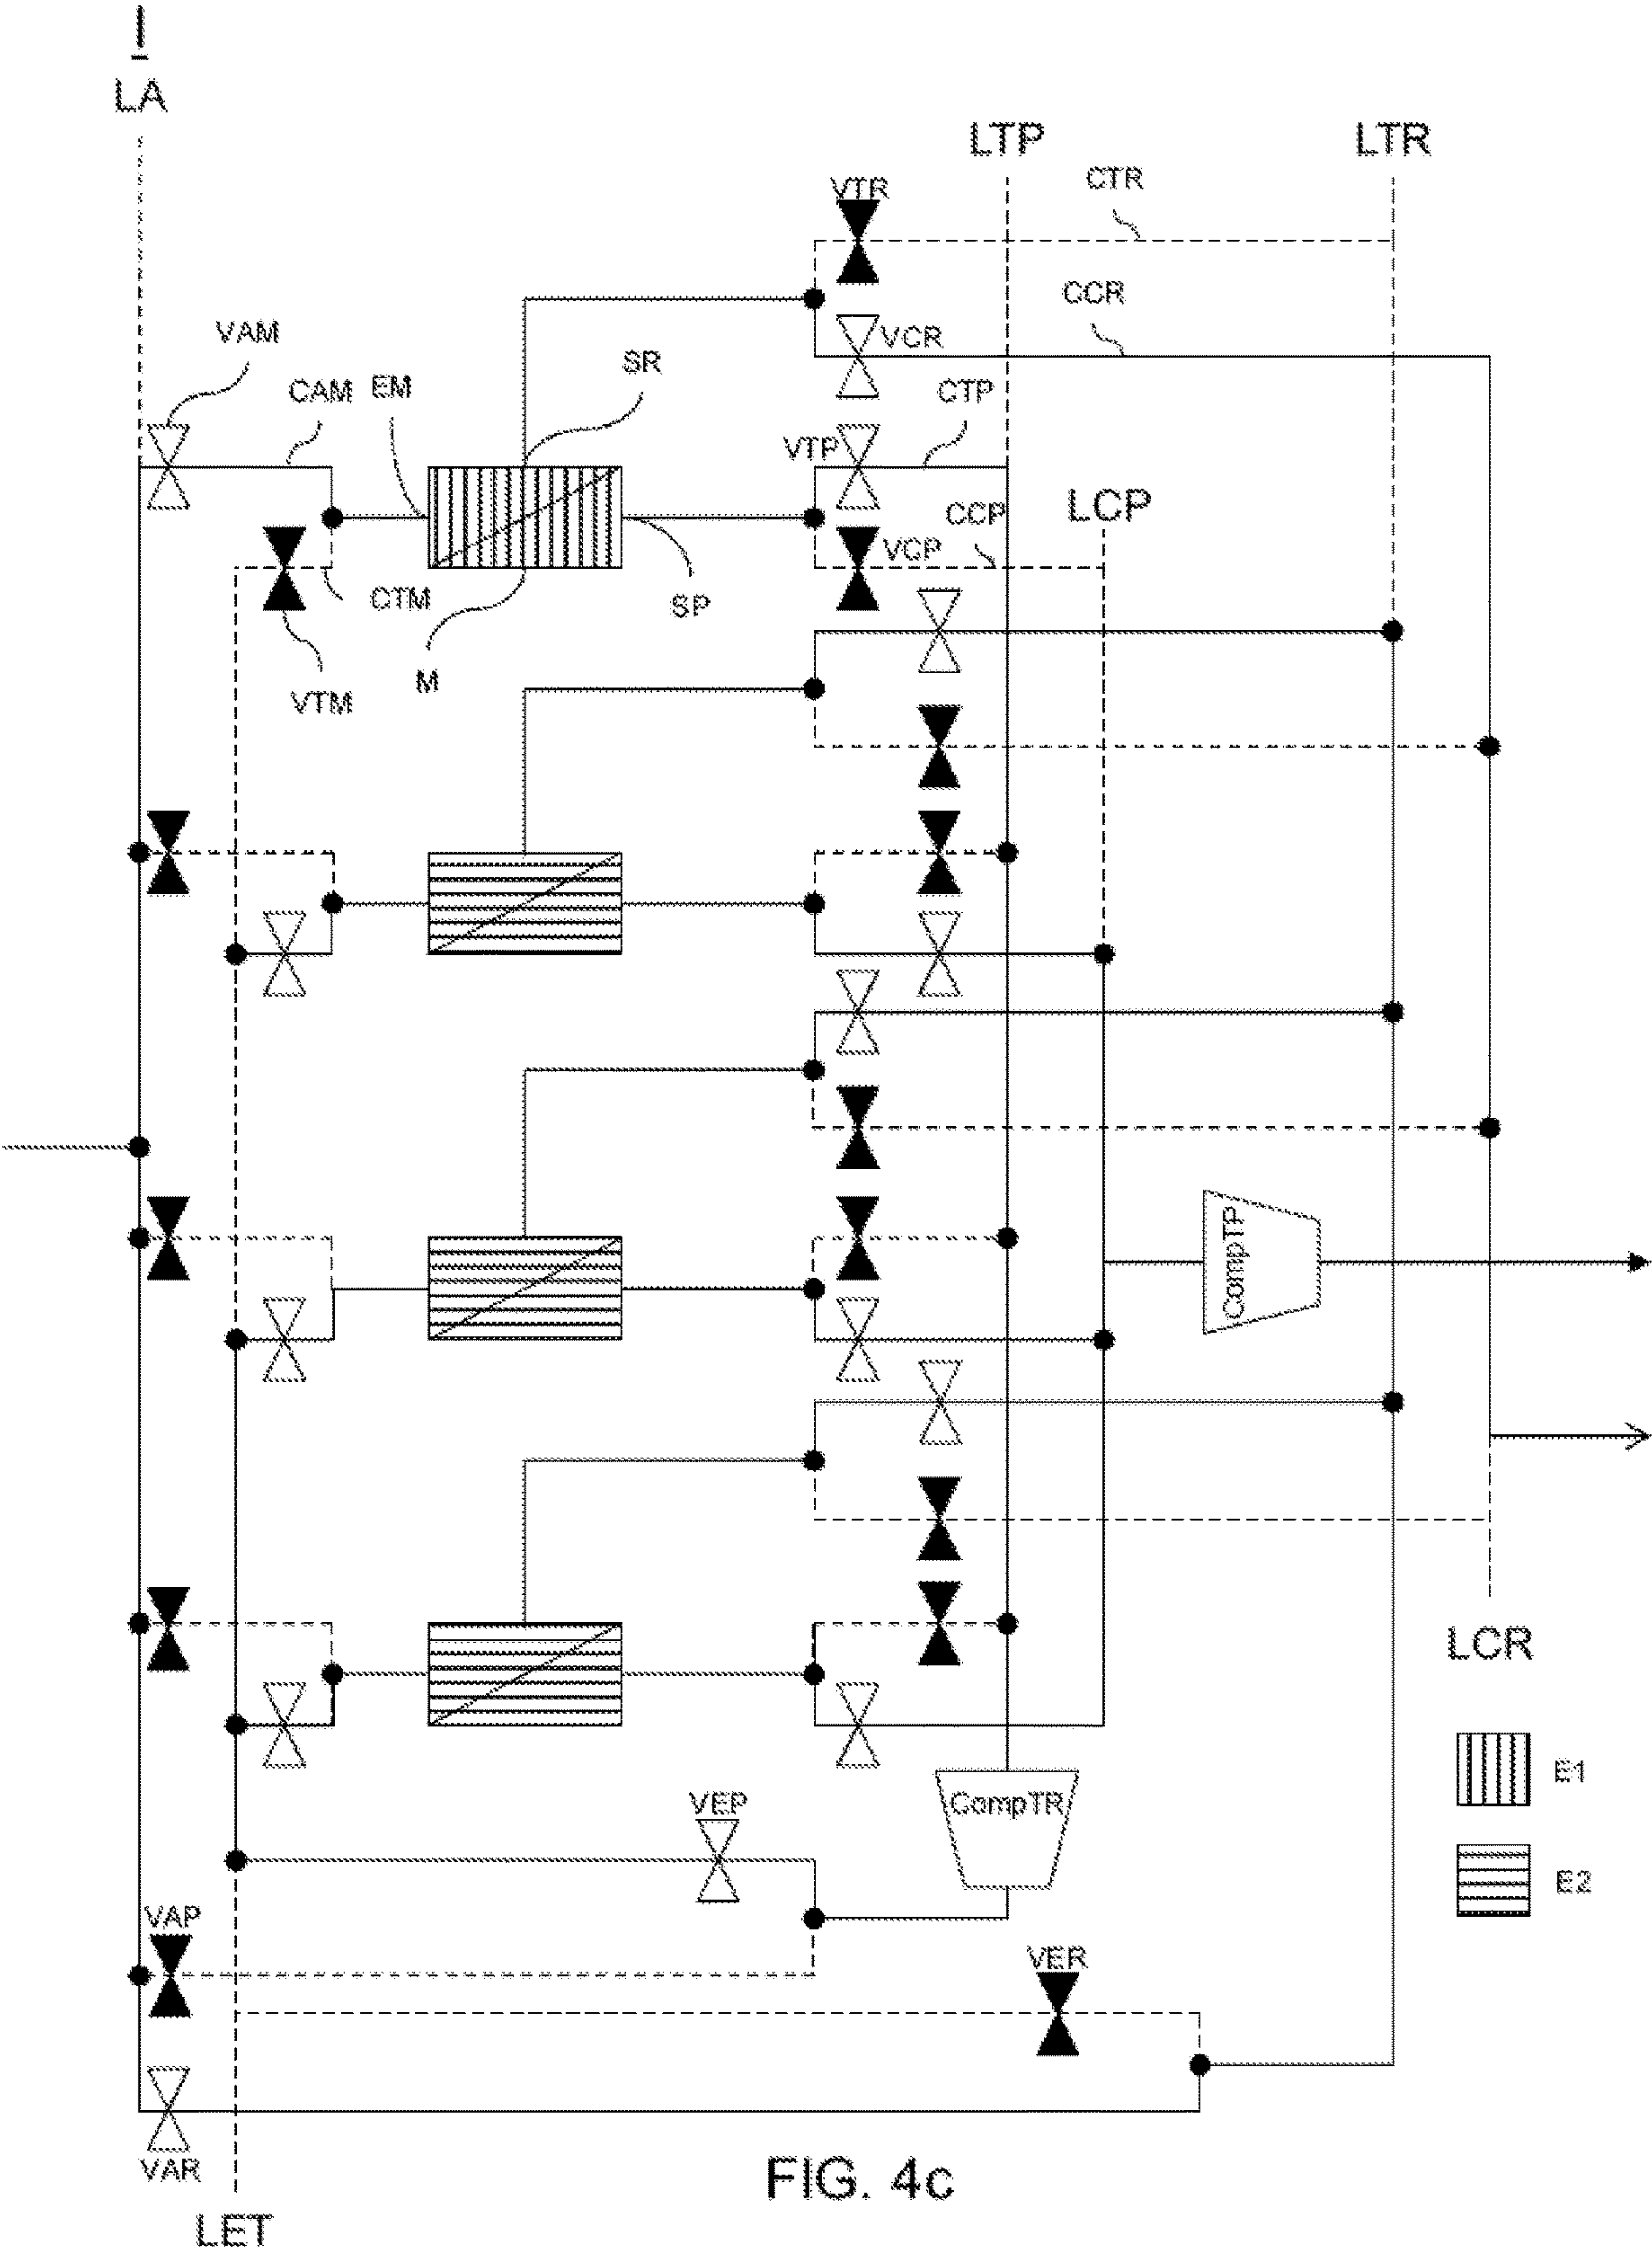 I
LA
LTP
LTR
CTR
VTR
CCR
VAM
VCR
SR
CAM
EM
CTP
VTP
LCP
CCP
VCP
CTM
SP
M
VTM
CompTP
LCR
E1
VEP
CompTR
E2
VAP
VER
VAR
FIG. 4c
LET